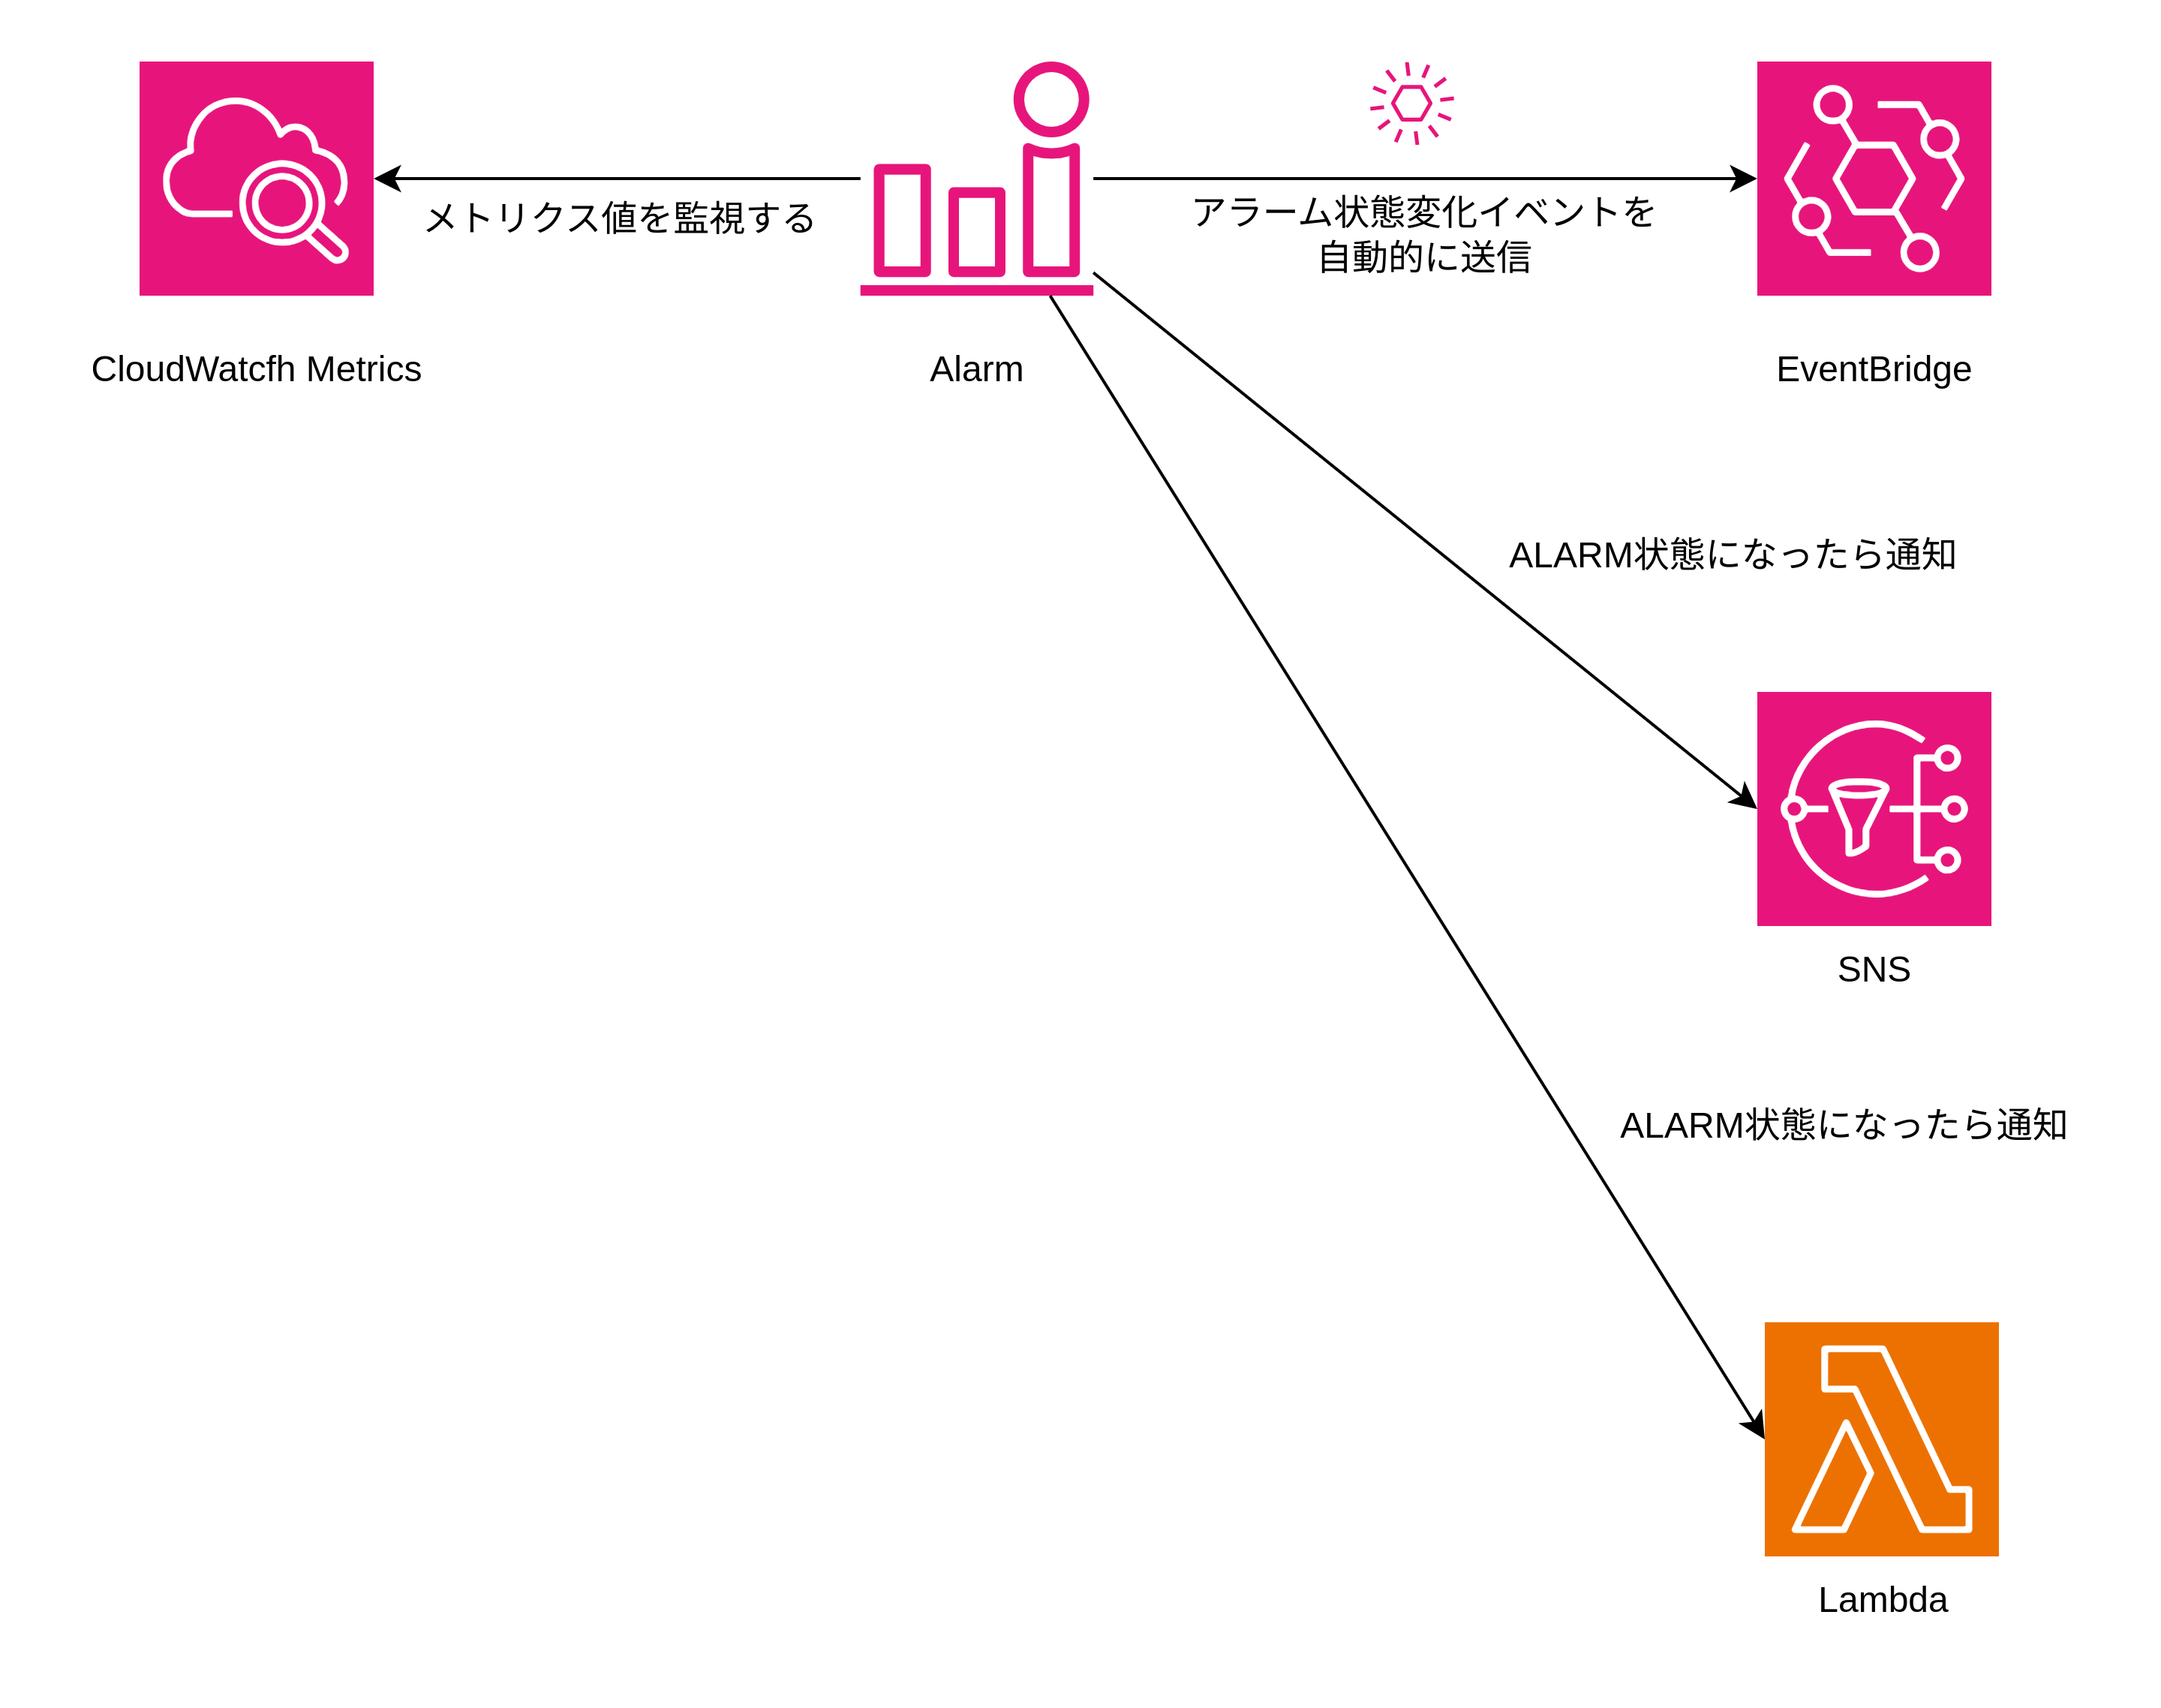 メトリクス値を監視する
アラーム状態変化イベントを
自動的に送信
CloudWatcfh Metrics
Alarm
EventBridge
ALARM状態になったら通知
SNS
ALARM状態になったら通知
Lambda